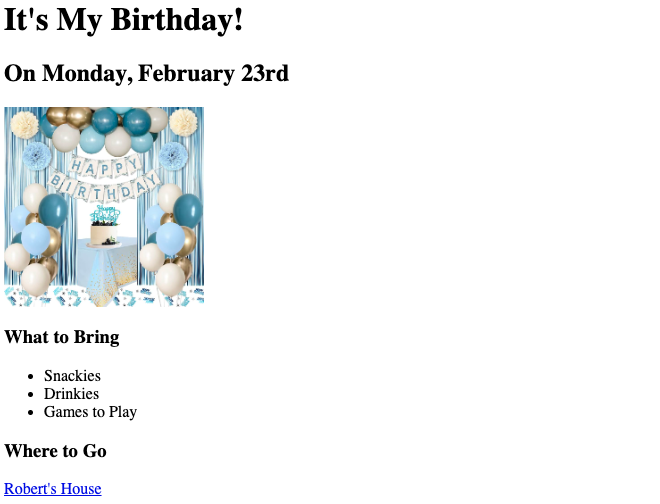 It's My Birthday!
On Monday, February 23rd
HAPPY
BIRTHDAY
What to Bring
Snackies
Drinkies
Games to Play
Where to Go
Robert's House